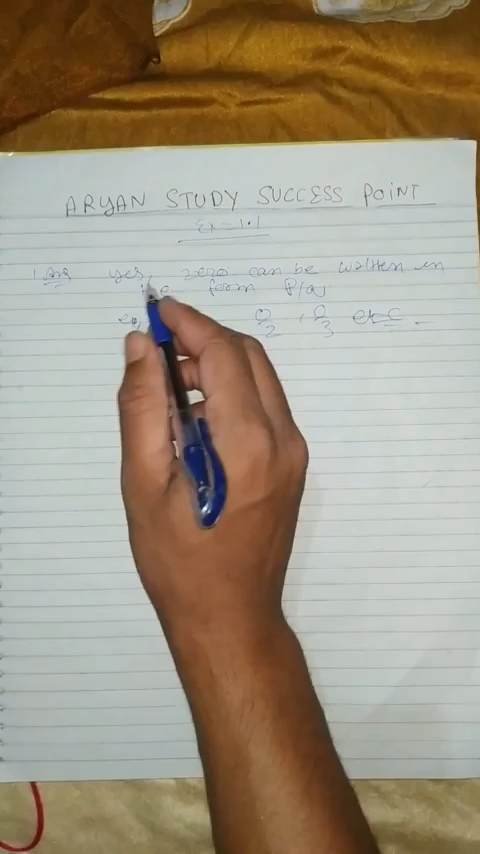 ARYAN STUDY SUCCESS POINT
Ex = 1.1
1 Ans yes, zero can be written in
form P/q
0/2 , 0/3 etc